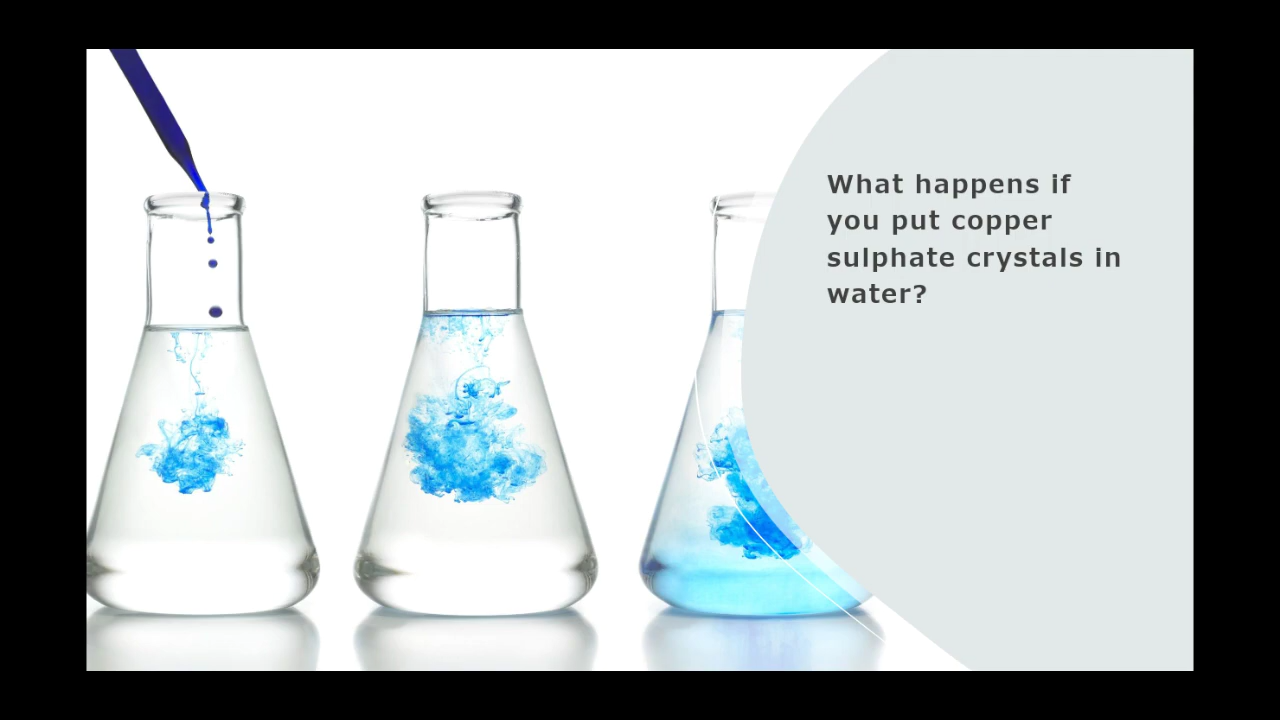 What happens if
you put copper
sulphate crystals in
water?